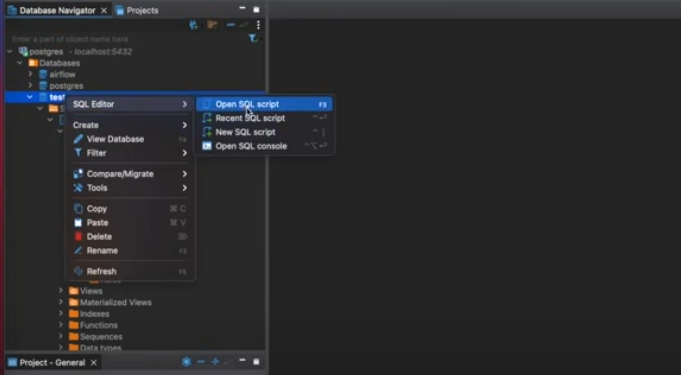 Database Navigator Projects
Enter a part of object name here
postgres - localhost:5432
Databases
airflow
postgres
test
SQL Editor
Open SQL script F3
Recent SQL script
Create
New SQL script
View Database F4
Open SQL console
Filter
Compare/Migrate
Tools
Copy ⌘ C
Paste ⌘ V
Delete
Rename F2
Refresh F5
Views
Materialized Views
Indexes
Functions
Sequences
Data types
Project - General